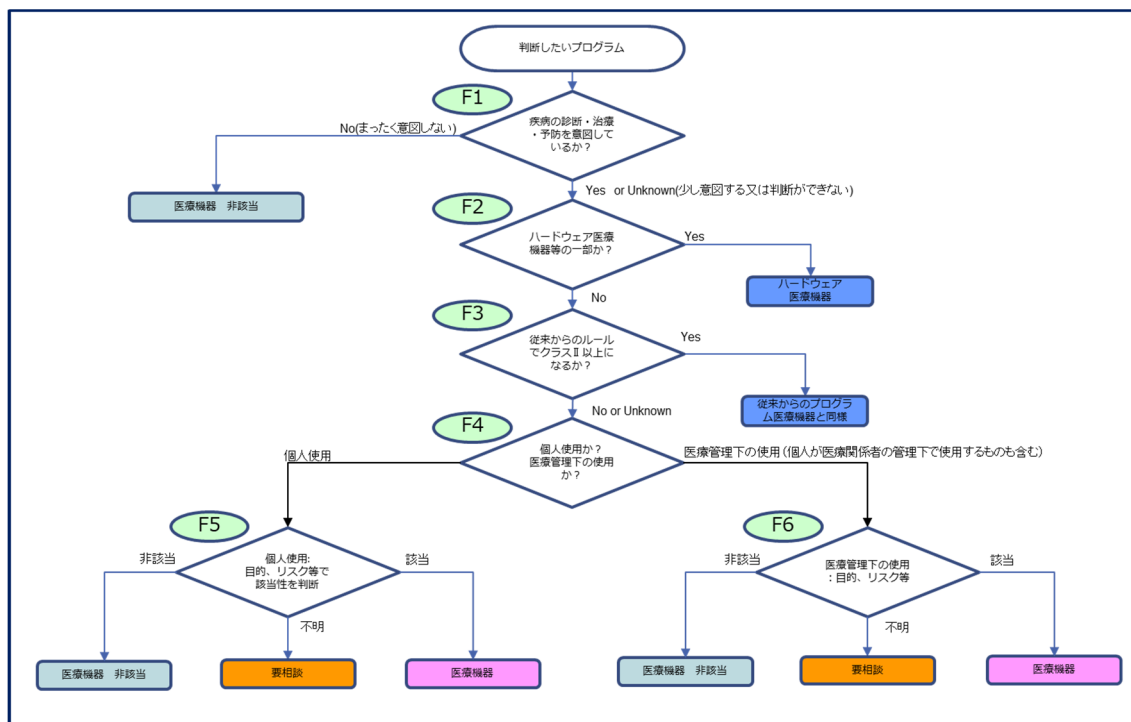 判断したいプログラム
F1
疾病の診断・治療
・予防を意図して
いるか？
No(まったく意図しない)
医療機器　非該当
Yes or Unknown(少し意図する又は判断ができない)
F2
ハードウェア医療
機器等の一部か？
Yes
ハードウェア
医療機器
No
F3
従来からのルール
でクラスⅡ以上に
なるか？
Yes
従来からのプログラ
ム医療機器と同様
No or Unknown
F4
個人使用か？
医療管理下の使用
か？
個人使用
医療管理下の使用（個人が医療関係者の管理下で使用するものも含む）
F5
個人使用:
目的、リスク等で
該当性を判断
非該当
該当
不明
医療機器　非該当
要相談
医療機器
F6
医療管理下の使用
：目的、リスク等
非該当
該当
不明
医療機器　非該当
要相談
医療機器